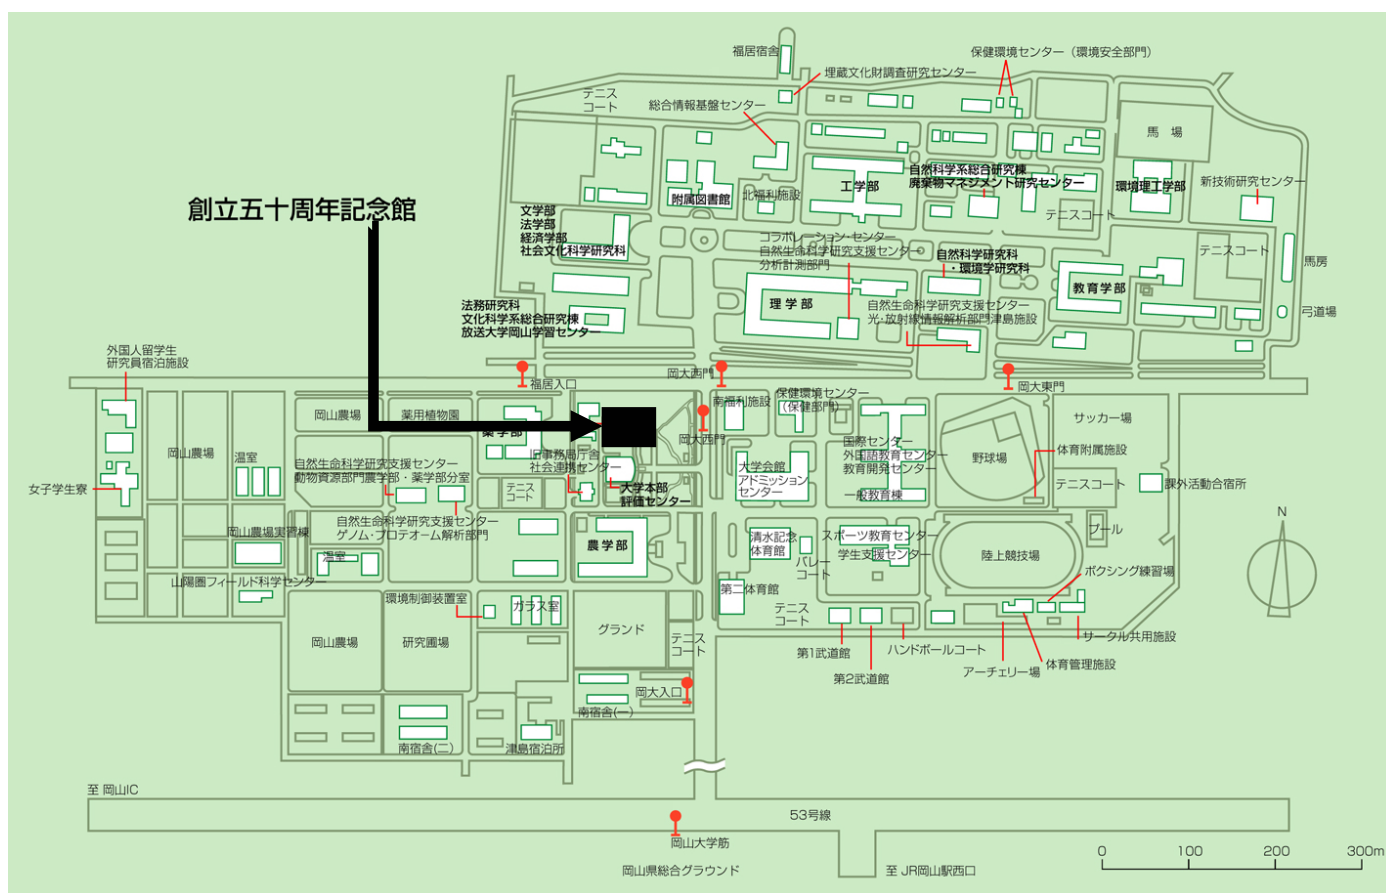 福居宿舎
保健環境センター（環境安全部門）
埋蔵文化財調査研究センター
テニス
コート
総合情報基盤センター
馬　場
創立五十周年記念館
文学部
法学部
経済学部
社会文化科学研究科
附属図書館
北福利施設
工学部
自然科学系総合研究棟
廃棄物マネジメント研究センター
環境理工学部
新技術研究センター
テニスコート
コラボレーション・センター
自然生命科学研究支援センター
分析計測部門
自然科学研究科
・環境学研究科
テニスコート
馬房
法務研究科
文化科学系総合研究棟
放送大学岡山学習センター
理 学 部
自然生命科学研究支援センター
光・放射線情報解析部門津島施設
教育学部
弓道場
外国人留学生
研究員宿泊施設
福居入口
岡大西門
岡大東門
岡山農場
薬用植物園
薬 学 部
岡大西門
南福利施設
保健環境センター
（保健部門）
サッカー場
岡山農場
温室
自然生命科学研究支援センター
動物資源部門農学部・薬学部分室
旧事務局庁舎
社会連携センター
大学本部
評価センター
大学会館
アドミッション
センター
国際センター
外国語教育センター
教育開発センター
一般教育棟
野球場
体育附属施設
テニスコート
課外活動合宿所
女子学生寮
テニス
コート
自然生命科学研究支援センター
ゲノム・プロテオーム解析部門
岡山農場実習棟
温室
農 学 部
清水記念
体育館
バレー
コート
スポーツ教育センター
学生支援センター
陸上競技場
プール
N
山陽圏フィールド科学センター
環境制御装置室
ガラス室
第二体育館
ボクシング練習場
岡山農場
研究圃場
グランド
テニス
コート
テニス
コート
第1武道館
第2武道館
ハンドボールコート
アーチェリー場
体育管理施設
サークル共用施設
岡大入口
南宿舎(一)
南宿舎(二)
津島宿泊所
至 岡山IC
53号線
岡山大学筋
岡山県総合グラウンド
至 JR岡山駅西口
0 100 200 300m